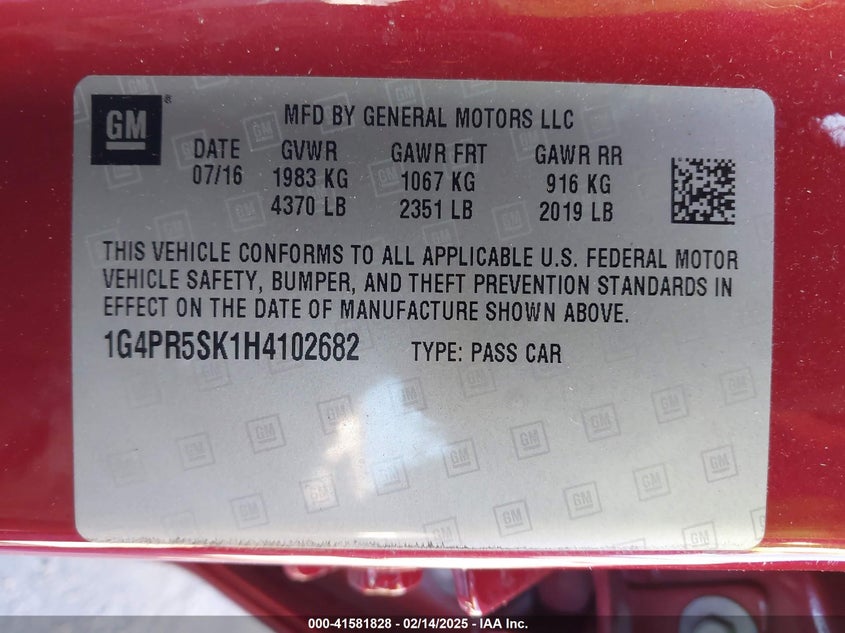 GM®
MFD BY GENERAL MOTORS LLC
DATE GVWR GAWR FRT GAWR RR
07/16 1983 KG 1067 KG 916 KG
4370 LB 2351 LB 2019 LB
THIS VEHICLE CONFORMS TO ALL APPLICABLE U.S. FEDERAL MOTOR
VEHICLE SAFETY, BUMPER, AND THEFT PREVENTION STANDARDS IN
EFFECT ON THE DATE OF MANUFACTURE SHOWN ABOVE.
1G4PR5SK1H4102682 TYPE: PASS CAR
000-41581828 | 02/14/2025 | IAA Inc.